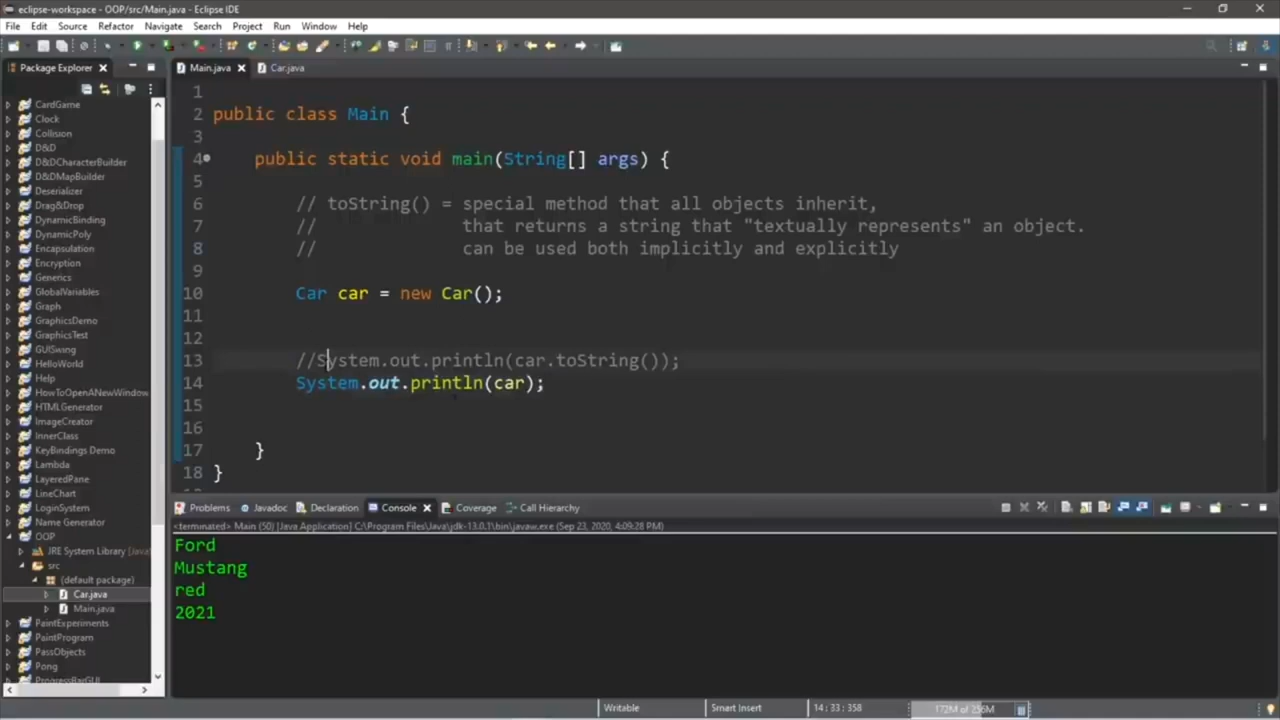 eclipse-workspace - OOP/src/Main.java - Eclipse IDE
File Edit Source Refactor Navigate Search Project Run Window Help
Package Explorer
Main.java
Car.java
CardGame
Clock
Collision
D&D
D&DCharacterBuilder
D&DMapBuilder
Deserializer
Drag&Drop
DynamicBinding
DynamicPoly
Encapsulation
Encryption
Generics
GlobalVariables
Graph
GraphicsDemo
GraphicsTest
GUISwing
HelloWorld
Help
HowToOpenANewWindow
HTMLGenerator
ImageCreator
InnerClass
KeyBindings Demo
Lambda
LayeredPane
LineChart
LoginSystem
Name Generator
OOP
JRE System Library [Java
src
(default package)
Car.java
Main.java
PaintExperiments
PaintProgram
PassObjects
Pong
ProgressBarGUI
1
2 public class Main {
3
4 public static void main(String[] args) {
5
6 // toString() = special method that all objects inherit,
7 // that returns a string that "textually represents" an object.
8 // can be used both implicitly and explicitly
9
10 Car car = new Car();
11
12
13 //System.out.println(car.toString());
14 System.out.println(car);
15
16
17 }
18 }
Problems Javadoc Declaration Console Coverage Call Hierarchy
<terminated> Main (50) [Java Application] C:\Program Files\Java\jdk-13.0.1\bin\javaw.exe (Sep 23, 2020, 4:09:28 PM)
Ford
Mustang
red
2021
Writable Smart Insert 14 : 33 : 358 172M of 256M